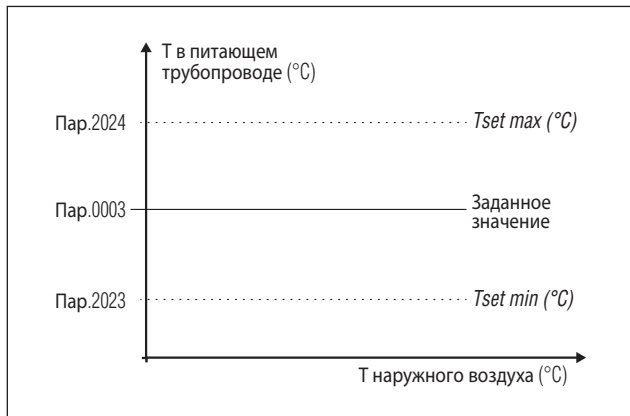 Т в питающем
трубопроводе (°C)
Пар.2024
Tset max (°C)
Пар.0003
Заданное
значение
Пар.2023
Tset min (°C)
Т наружного воздуха (°C)